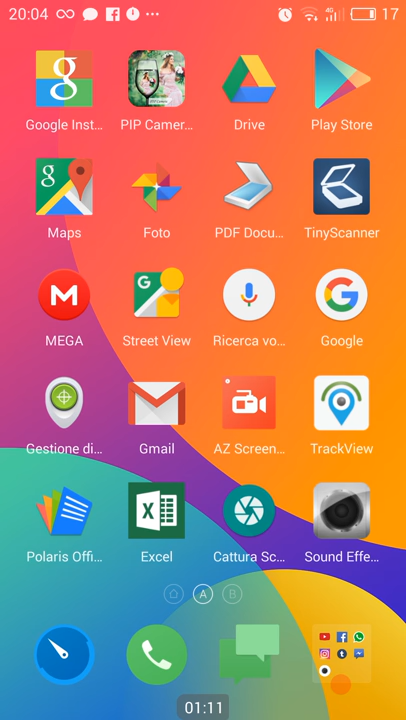 20:04 4G 17
Google Inst... PIP Camer... Drive Play Store
Maps Foto PDF Docu... TinyScanner
MEGA Street View Ricerca vo... Google
Gestione di... Gmail AZ Screen... TrackView
Polaris Offi... Excel Cattura Sc... Sound Effe...
A B
01:11